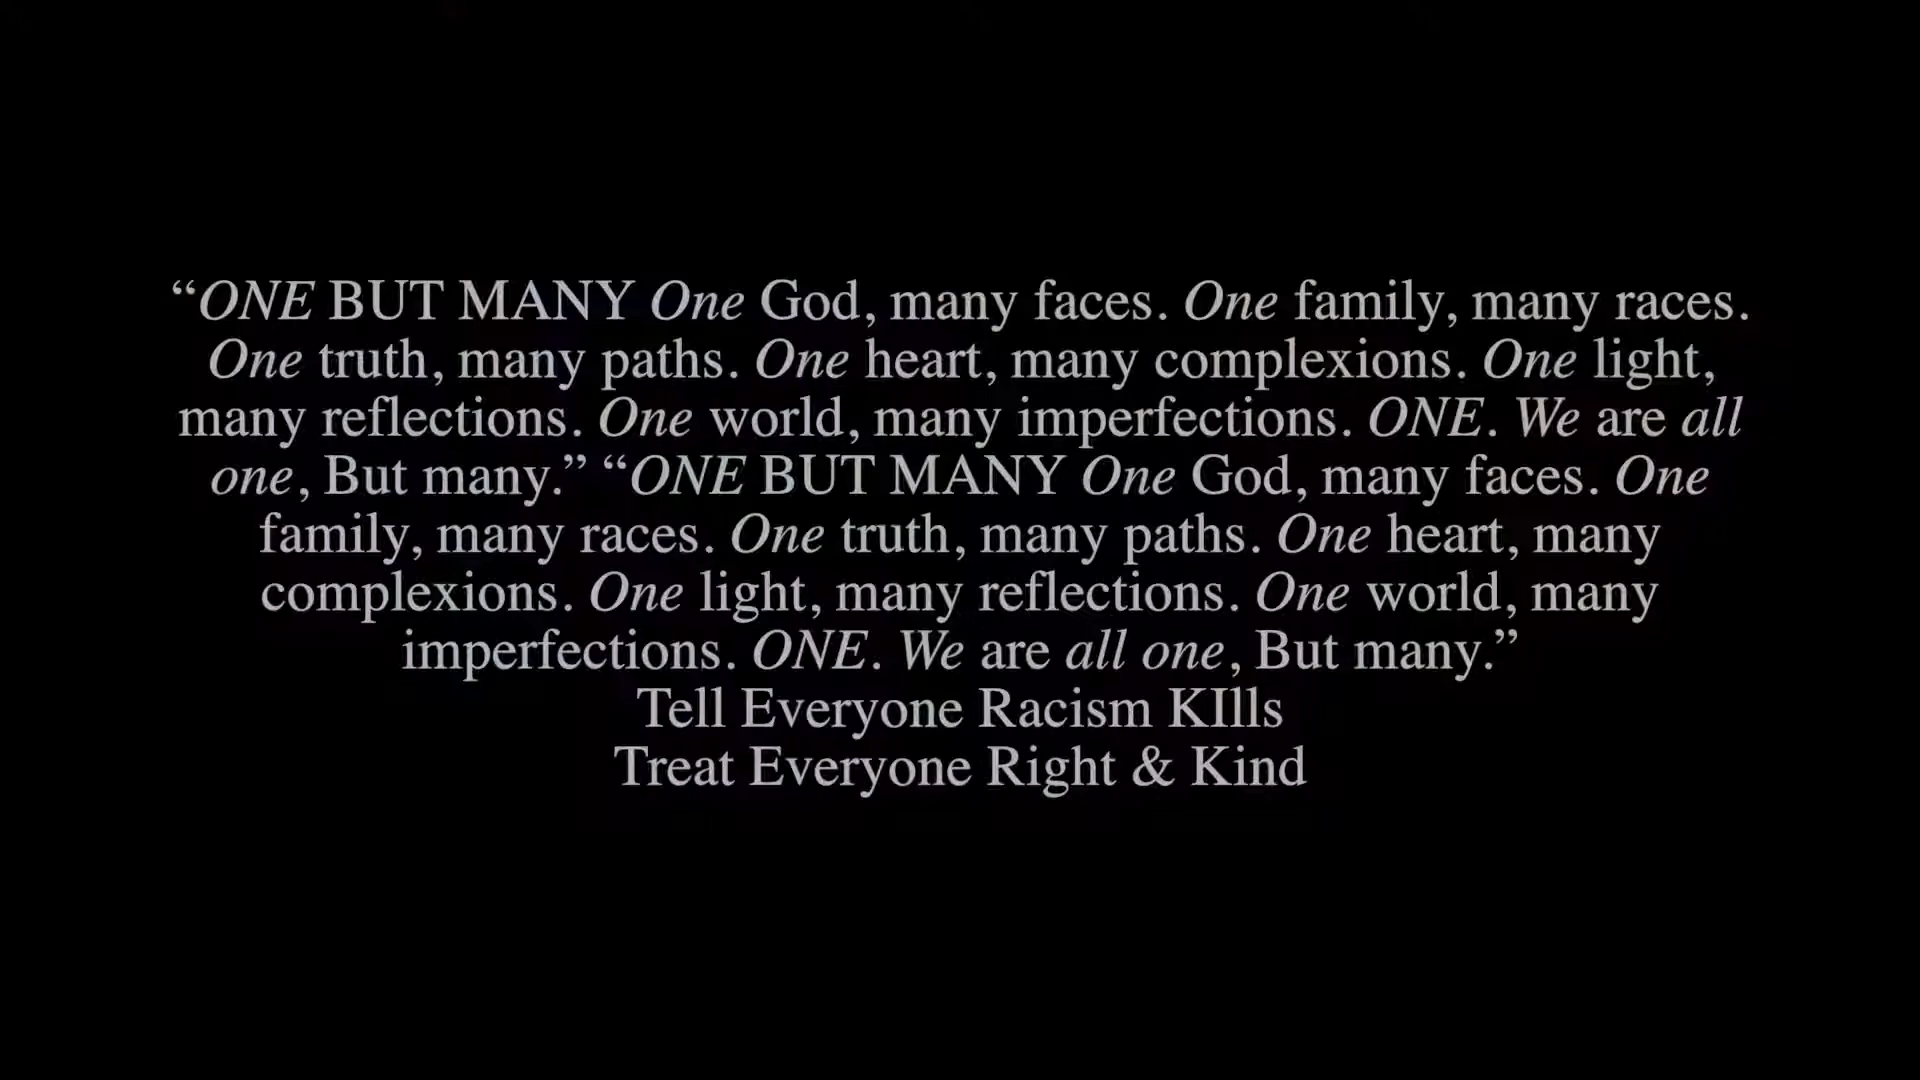 “ONE BUT MANY One God, many faces. One family, many races.
One truth, many paths. One heart, many complexions. One light,
many reflections. One world, many imperfections. ONE. We are all
one, But many.” “ONE BUT MANY One God, many faces. One
family, many races. One truth, many paths. One heart, many
complexions. One light, many reflections. One world, many
imperfections. ONE. We are all one, But many.”
Tell Everyone Racism KIlls
Treat Everyone Right & Kind